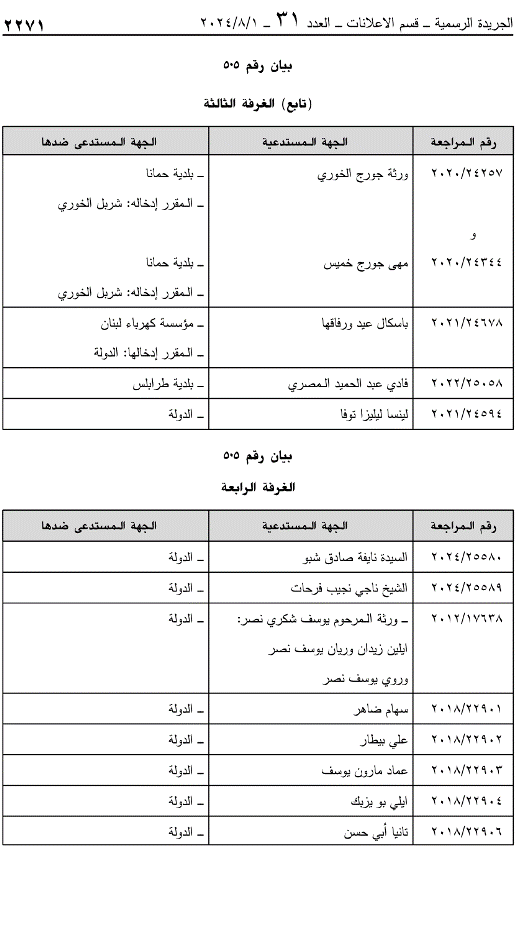 الجريدة الرسمية ـ قسم الاعلانات ـ العدد ٣١ ـ ٢٠٢٤/٨/١ ٢٢٧١
بيان رقم ٥٠٥
(تابع) الغرفة الثالثة
رقم المراجعة الجهة المستدعية الجهة المستدعى ضدها
٢٠٢٠/٢٤٢٥٧ ورثة جورج الخوري ـ بلدية حمانا
ـ المقرر إدخاله: شربل الخوري
و
٢٠٢٠/٢٤٣٤٤ مهى جورج خميس ـ بلدية حمانا
ـ المقرر إدخاله: شربل الخوري
٢٠٢١/٢٤٦٧٨ باسكال عيد ورفاقها ـ مؤسسة كهرباء لبنان
ـ المقرر إدخالها: الدولة
٢٠٢٢/٢٥٠٥٨ فادي عبد الحميد المصري ـ بلدية طرابلس
٢٠٢١/٢٤٥٩٤ لينسا ليليزا توفا ـ الدولة
بيان رقم ٥٠٥
الغرفة الرابعة
رقم المراجعة الجهة المستدعية الجهة المستدعى ضدها
٢٠٢٤/٢٥٥٨٠ السيدة نايفة صادق شبو ـ الدولة
٢٠٢٤/٢٥٥٨٩ الشيخ ناجي نجيب فرحات ـ الدولة
٢٠١٢/١٧٦٣٨ ـ ورثة المرحوم يوسف شكري نصر: ـ الدولة
ايلين زيدان وريان يوسف نصر
وروي يوسف نصر
٢٠١٨/٢٢٩٠١ سهام ضاهر ـ الدولة
٢٠١٨/٢٢٩٠٢ علي بيطار ـ الدولة
٢٠١٨/٢٢٩٠٣ عماد مارون يوسف ـ الدولة
٢٠١٨/٢٢٩٠٤ ايلي بو يزبك ـ الدولة
٢٠١٨/٢٢٩٠٦ تانيا أبي حسن ـ الدولة